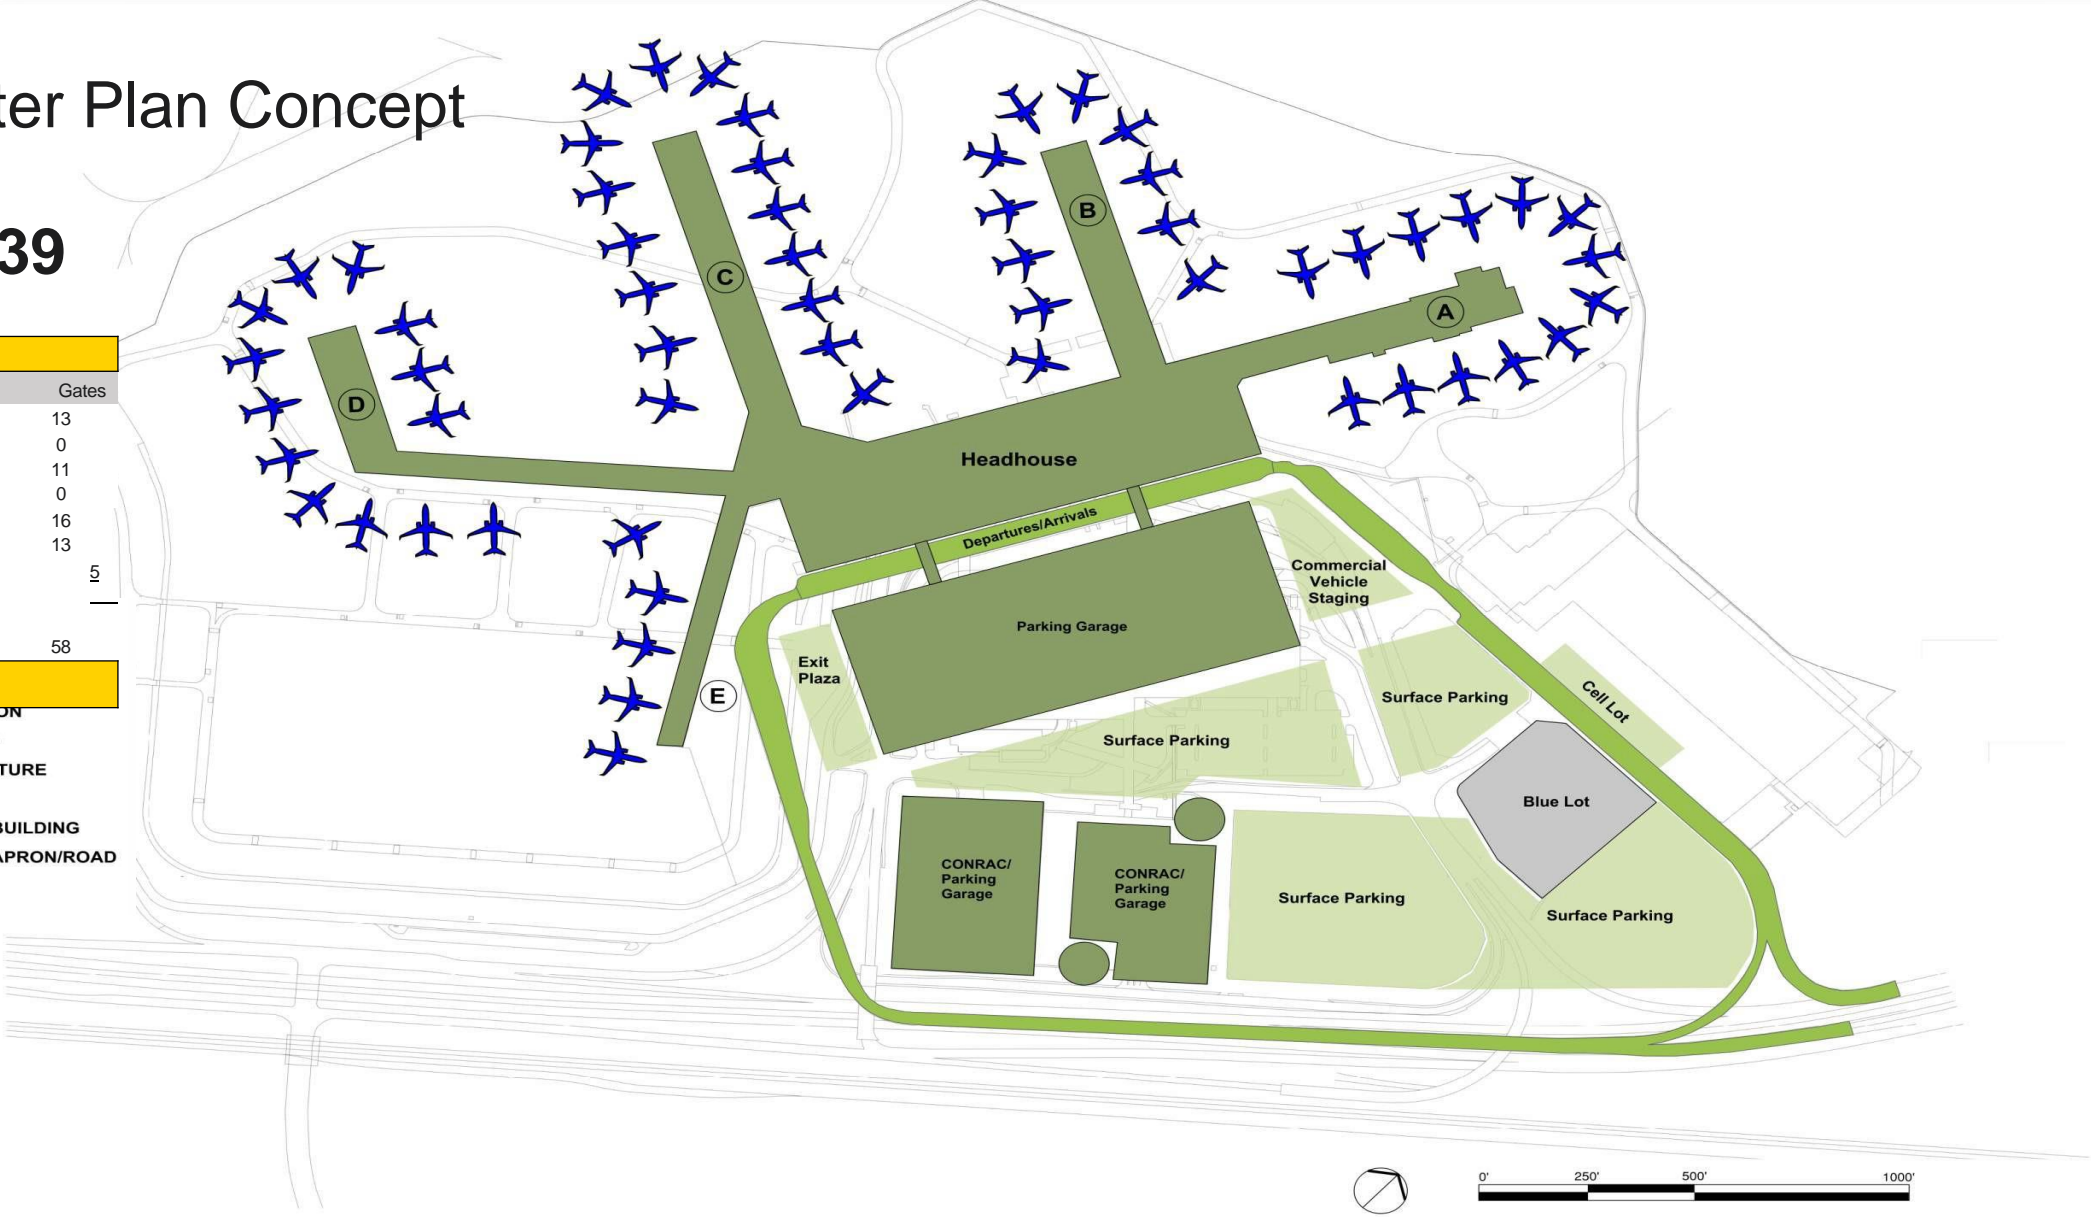 ter Plan Concept
39
Gates
13
0
11
0
16
13
5
58
ON
TURE
BUILDING
APRON/ROAD
A
B
C
D
E
Headhouse
Departures/Arrivals
Parking Garage
Exit
Plaza
Commercial
Vehicle
Staging
Surface Parking
Cell Lot
Surface Parking
Blue Lot
CONRAC/
Parking
Garage
CONRAC/
Parking
Garage
Surface Parking
Surface Parking
0'
250'
500'
1000'